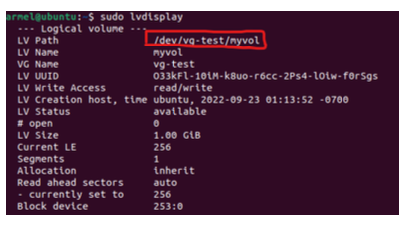 armel@ubuntu:~$ sudo lvdisplay
--- Logical volume ---
LV Path /dev/vg-test/myvol
LV Name myvol
VG Name vg-test
LV UUID O33kFl-10iM-k8uo-r6cc-2Ps4-lOiw-f0rSgs
LV Write Access read/write
LV Creation host, time ubuntu, 2022-09-23 01:13:52 -0700
LV Status available
# open 0
LV Size 1.00 GiB
Current LE 256
Segments 1
Allocation inherit
Read ahead sectors auto
- currently set to 256
Block device 253:0